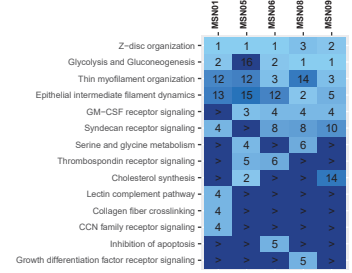 MSN01 MSN05 MSN06 MSN08 MSN09
Z−disc organization 1 1 1 3 2
Glycolysis and Gluconeogenesis 2 16 2 1 1
Thin myofilament organization 12 12 3 14 3
Epithelial intermediate filament dynamics 13 15 12 2 5
GM−CSF receptor signaling > 3 4 4 4
Syndecan receptor signaling 4 > 8 8 10
Serine and glycine metabolism > 4 > 6 >
Thrombospondin receptor signaling > 5 6 > >
Cholesterol synthesis > 2 > > 14
Lectin complement pathway 4 > > > >
Collagen fiber crosslinking 4 > > > >
CCN family receptor signaling 4 > > > >
Inhibition of apoptosis > > 5 > >
Growth differentiation factor receptor signaling > > > 5 >